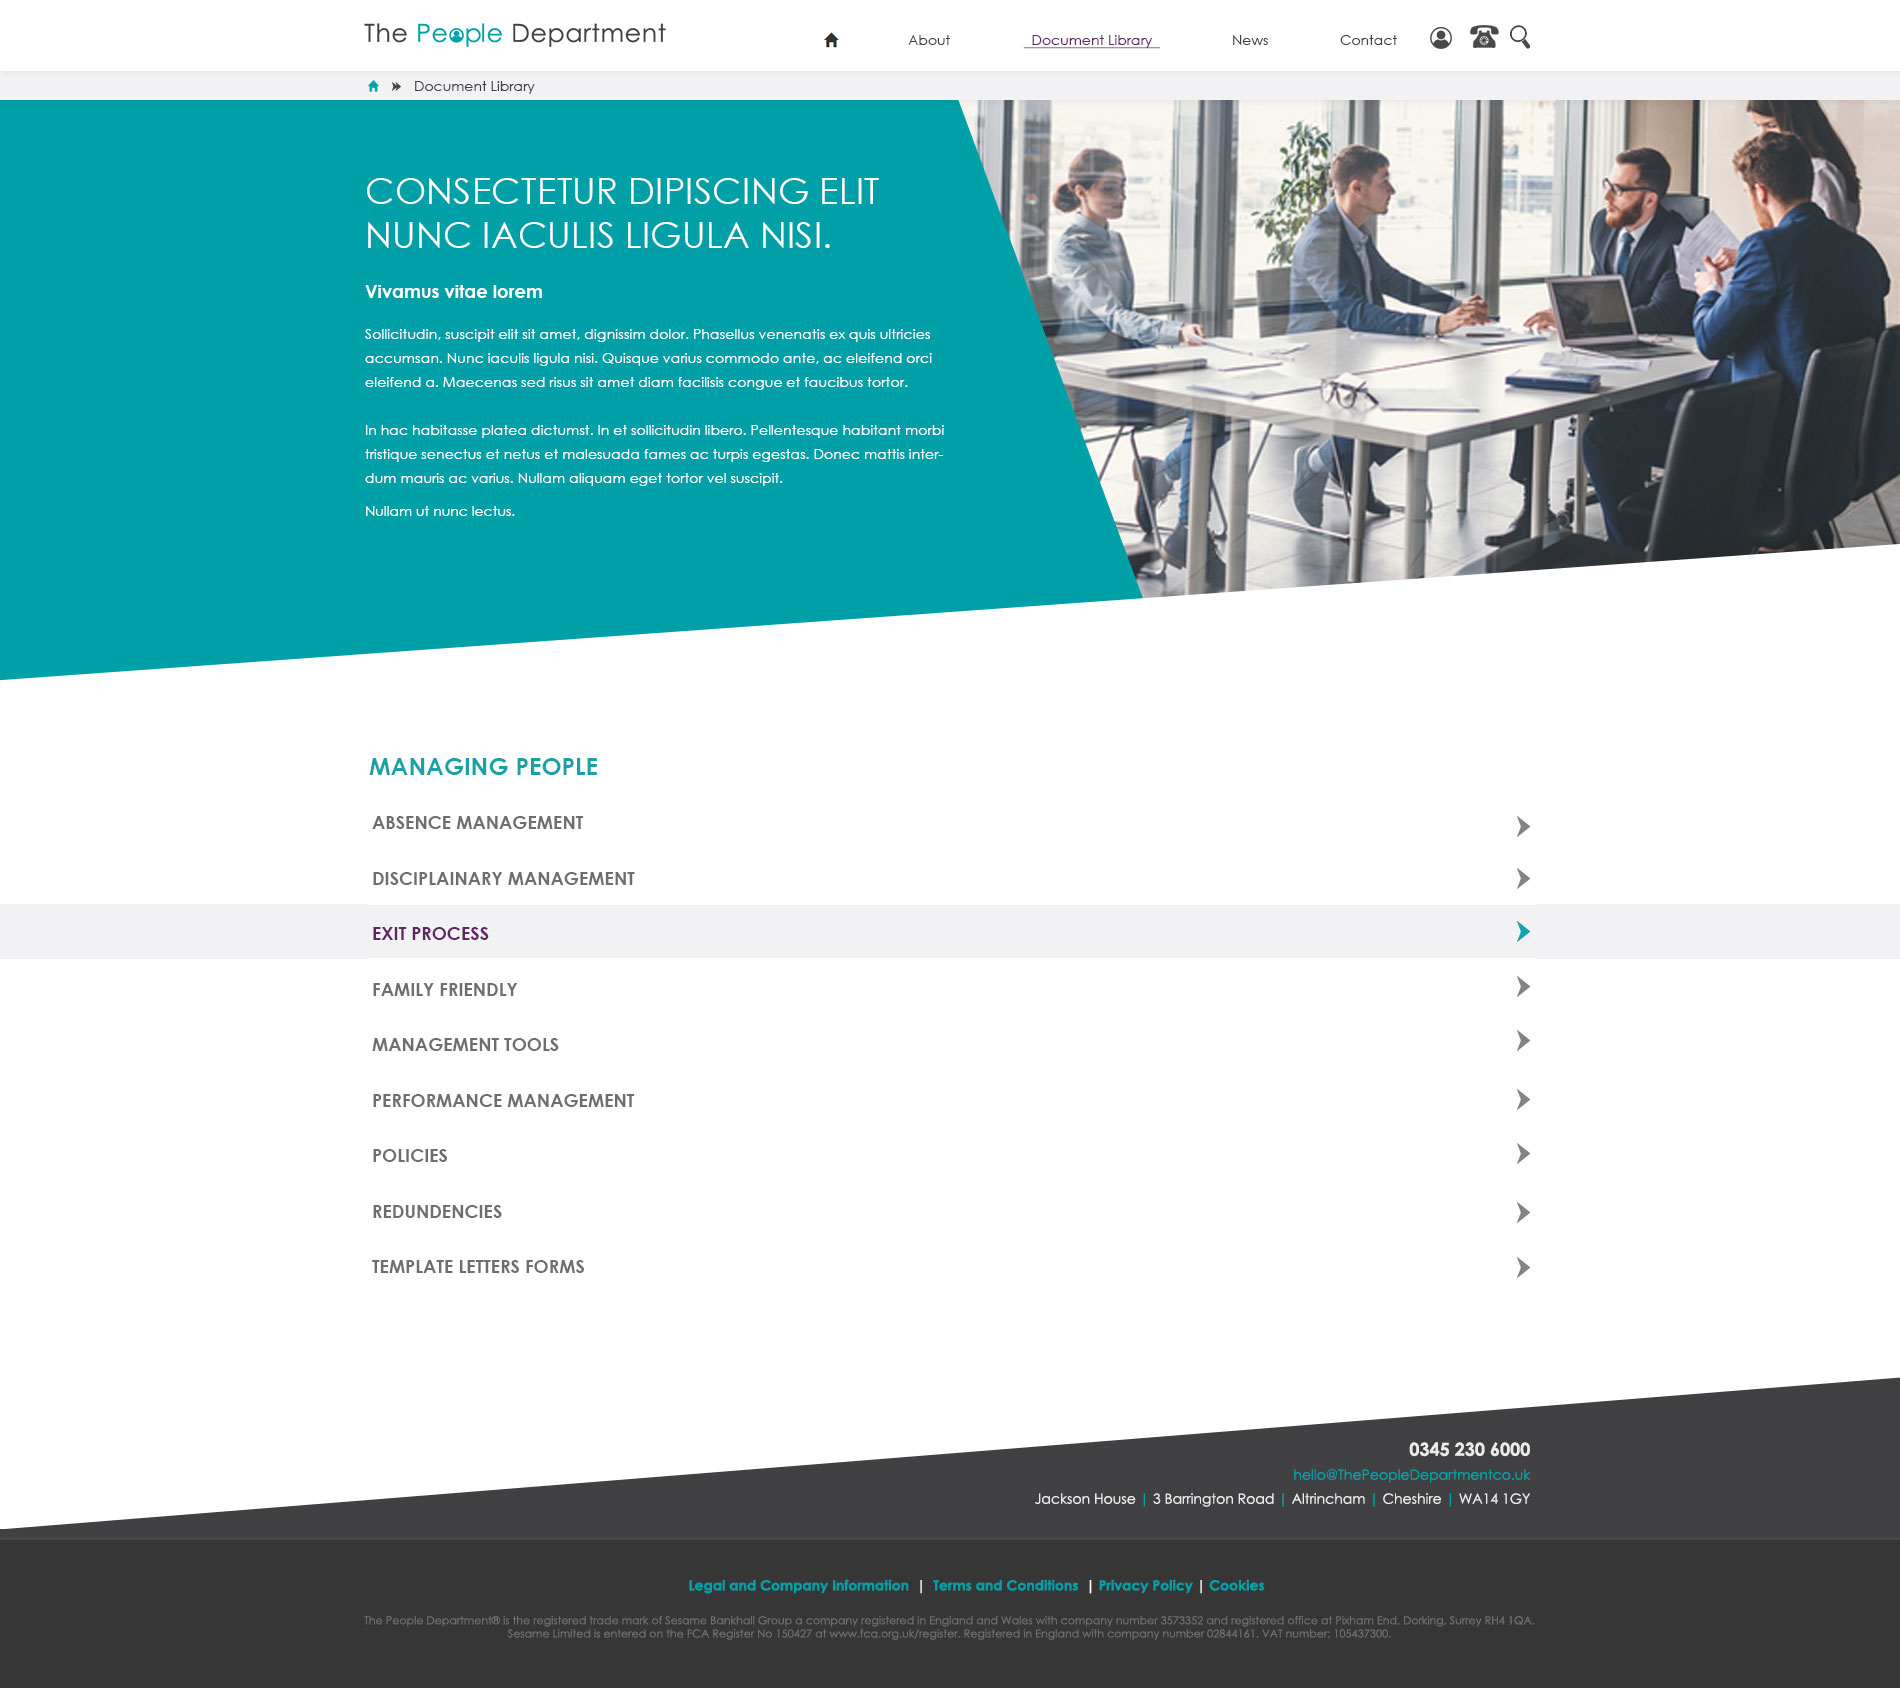 The People Department
About
Document Library
News
Contact
Document Library
CONSECTETUR DIPISCING ELIT
NUNC IACULIS LIGULA NISI.
Vivamus vitae lorem
Sollicitudin, suscipit elit sit amet, dignissim dolor. Phasellus venenatis ex quis ultricies
accumsan. Nunc iaculis ligula nisi. Quisque varius commodo ante, ac eleifend orci
eleifend a. Maecenas sed risus sit amet diam facilisis congue et faucibus tortor.
In hac habitasse platea dictumst. In et sollicitudin libero. Pellentesque habitant morbi
tristique senectus et netus et malesuada fames ac turpis egestas. Donec mattis inter-
dum mauris ac varius. Nullam aliquam eget tortor vel suscipit.
Nullam ut nunc lectus.
MANAGING PEOPLE
ABSENCE MANAGEMENT
DISCIPLAINARY MANAGEMENT
EXIT PROCESS
FAMILY FRIENDLY
MANAGEMENT TOOLS
PERFORMANCE MANAGEMENT
POLICIES
REDUNDENCIES
TEMPLATE LETTERS FORMS
0345 230 6000
hello@ThePeopleDepartmentco.uk
Jackson House | 3 Barrington Road | Altrincham | Cheshire | WA14 1GY
Legal and Company Information | Terms and Conditions | Privacy Policy | Cookies
The People Department® is the registered trade mark of Sesame Bankhall Group a company registered in England and Wales with company number 3573352 and registered office at Pixham End, Dorking, Surrey RH4 1QA.
Sesame Limited is entered on the FCA Register No 150427 at www.fca.org.uk/register. Registered in England with company number 02844161. VAT number: 105437300.